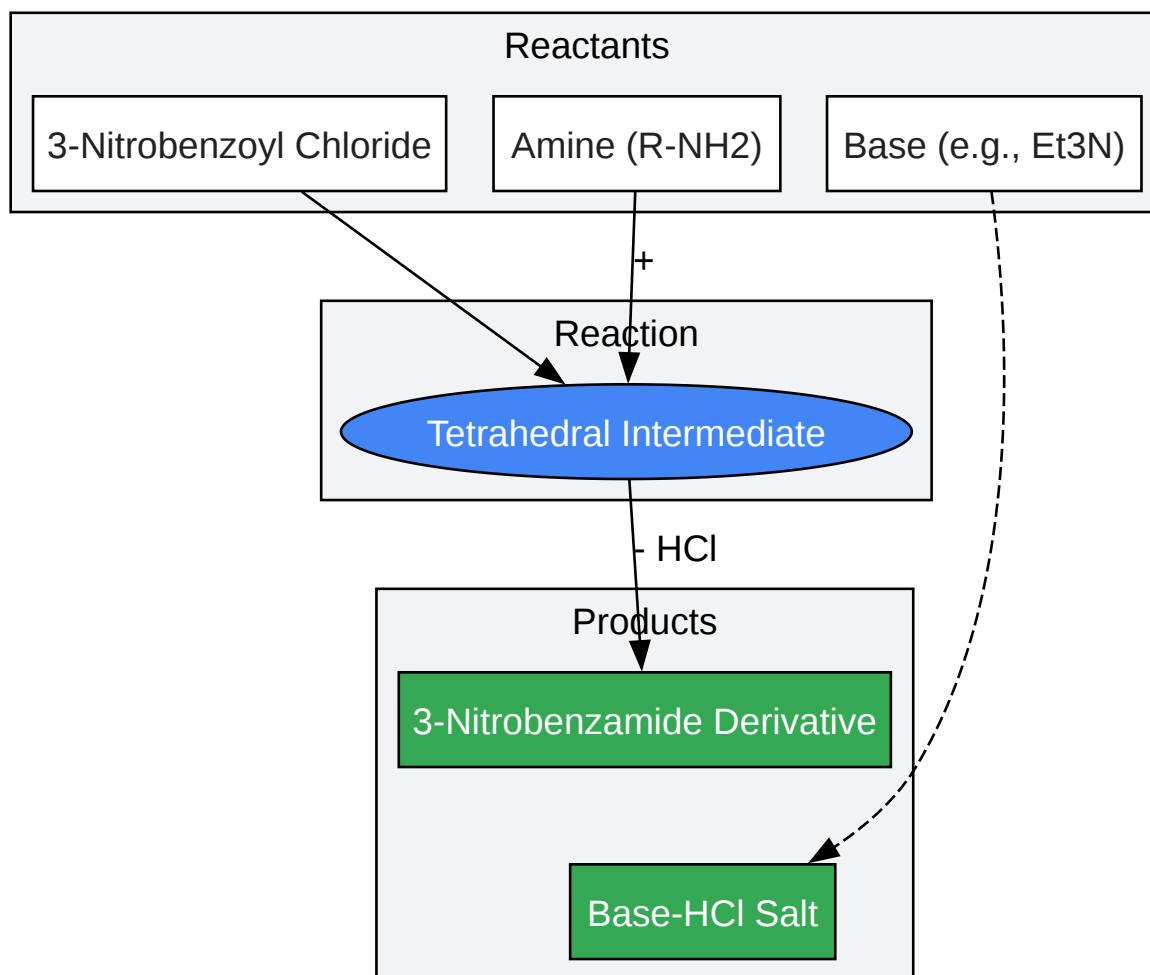 Reactants
3-Nitrobenzoyl Chloride
Amine (R-NH2)
Base (e.g., Et3N)
+
Reaction
Tetrahedral Intermediate
- HCl
Products
3-Nitrobenzamide Derivative
Base-HCl Salt